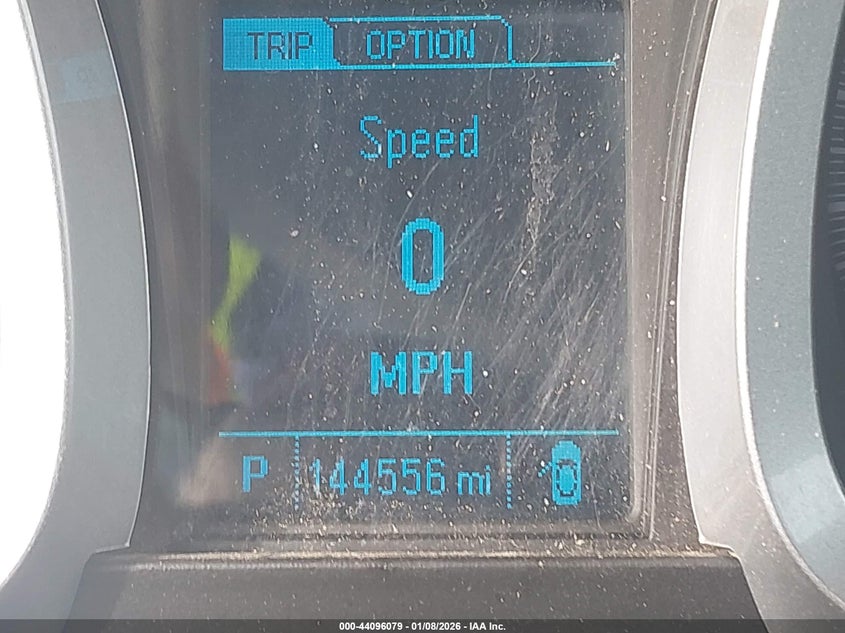 TRIP OPTION
Speed
0
MPH
P 144556 mi
000-44096079 - 01/08/2026 - IAA Inc.